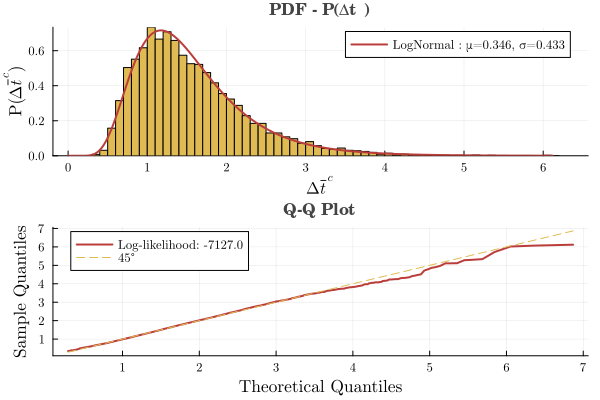 PDF - P(Δt )
P(Δt̄ᶜ)
0.6
0.4
0.2
0.0
LogNormal : μ=0.346, σ=0.433
0 1 2 3 4 5 6
Δt̄ᶜ
Q-Q Plot
Sample Quantiles
7
6
5
4
3
2
1
Log-likelihood: -7127.0
45°
1 2 3 4 5 6 7
Theoretical Quantiles